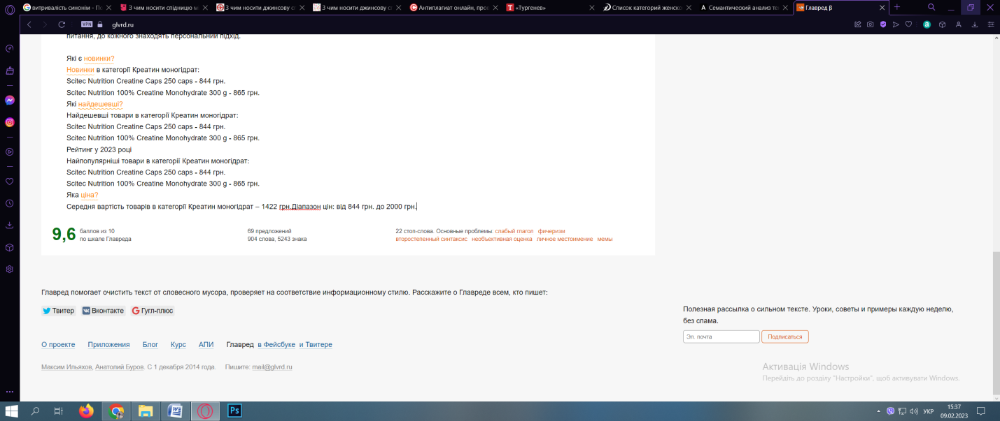 витривалість синонім - По
З чим носити спідницю м
З чим носити джинсову сп
З чим носити джинсову с
Антиплагиат онлайн, пров
«Тургенев»
Список категорий женско
Семантический анализ те
Главред β
VPN glvrd.ru
питання, до кожного знаходять персональний підхід.
Які є новинки?
Новинки в категорії Креатин моногідрат:
Scitec Nutrition Creatine Caps 250 caps - 844 грн.
Scitec Nutrition 100% Creatine Monohydrate 300 g - 865 грн.
Які найдешевші?
Найдешевші товари в категорії Креатин моногідрат:
Scitec Nutrition Creatine Caps 250 caps - 844 грн.
Scitec Nutrition 100% Creatine Monohydrate 300 g - 865 грн.
Рейтинг у 2023 році
Найпопулярніші товари в категорії Креатин моногідрат:
Scitec Nutrition Creatine Caps 250 caps - 844 грн.
Scitec Nutrition 100% Creatine Monohydrate 300 g - 865 грн.
Яка ціна?
Середня вартість товарів в категорії Креатин моногідрат – 1422 грн.Діапазон цін: від 844 грн. до 2000 грн.
9,6 баллов из 10
по шкале Главреда
69 предложений
904 слова, 5243 знака
22 стоп-слова. Основные проблемы: слабый глагол фичеризм
второстепенный синтаксис необъективная оценка личное местоимение мемы
Главред помогает очистить текст от словесного мусора, проверяет на соответствие информационному стилю. Расскажите о Главреде всем, кто пишет:
Твитер Вконтакте Гугл-плюс
Полезная рассылка о сильном тексте. Уроки, советы и примеры каждую неделю,
без спама.
Эл. почта Подписаться
О проекте Приложения Блог Курс АПИ Главред в Фейсбуке и в Твитере
Максим Ильяхов, Анатолий Буров. С 1 декабря 2014 года. Пишите: mail@glvrd.ru
Активація Windows
Перейдіть до розділу "Настройки", щоб активувати Windows.
Ps
УКР
15:37
09.02.2023